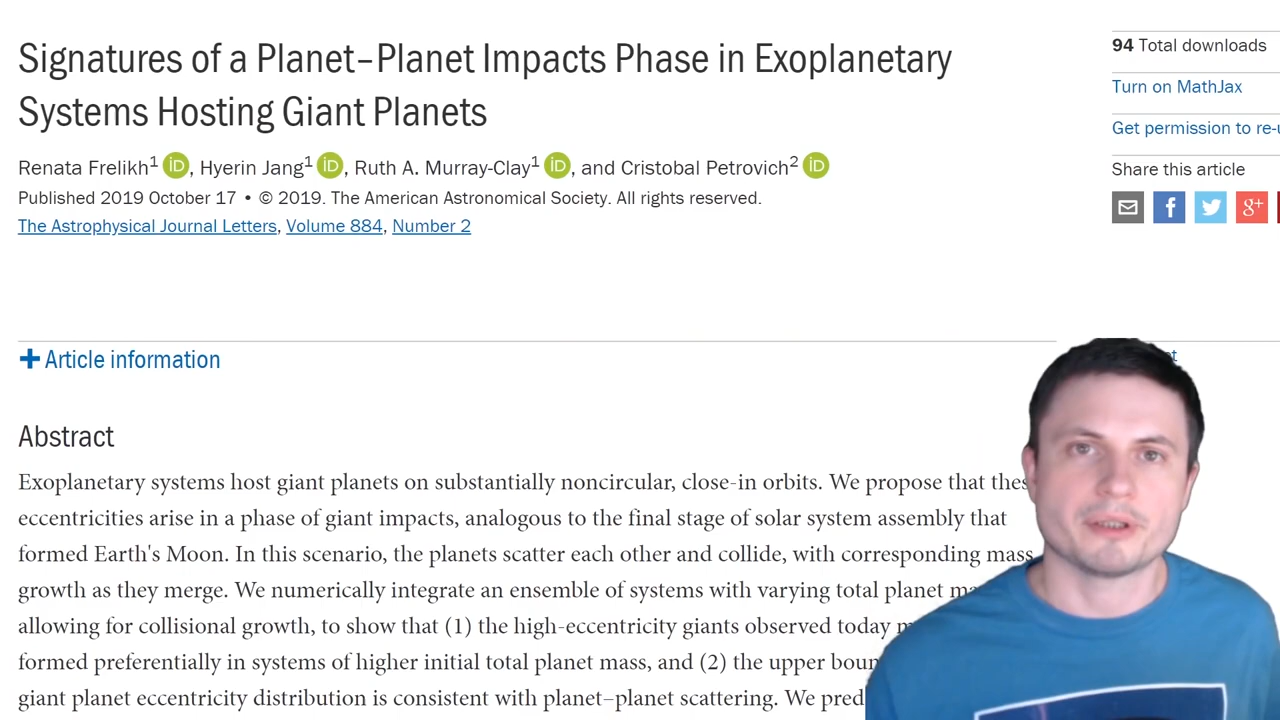 Signatures of a Planet–Planet Impacts Phase in Exoplanetary
Systems Hosting Giant Planets
Renata Frelikh1 iD, Hyerin Jang1 iD, Ruth A. Murray-Clay1 iD, and Cristobal Petrovich2 iD
Published 2019 October 17 • © 2019. The American Astronomical Society. All rights reserved.
The Astrophysical Journal Letters, Volume 884, Number 2
94 Total downloads
Turn on MathJax
Get permission to re-
Share this article
f
g+
Article information
Abstract
Exoplanetary systems host giant planets on substantially noncircular, close-in orbits. We propose that
eccentricities arise in a phase of giant impacts, analogous to the final stage of solar system assembly that
formed Earth's Moon. In this scenario, the planets scatter each other and collide, with corresponding mass
growth as they merge. We numerically integrate an ensemble of systems with varying total planet
allowing for collisional growth, to show that (1) the high-eccentricity giants observed today
formed preferentially in systems of higher initial total planet mass, and (2) the upper
giant planet eccentricity distribution is consistent with planet–planet scattering. We